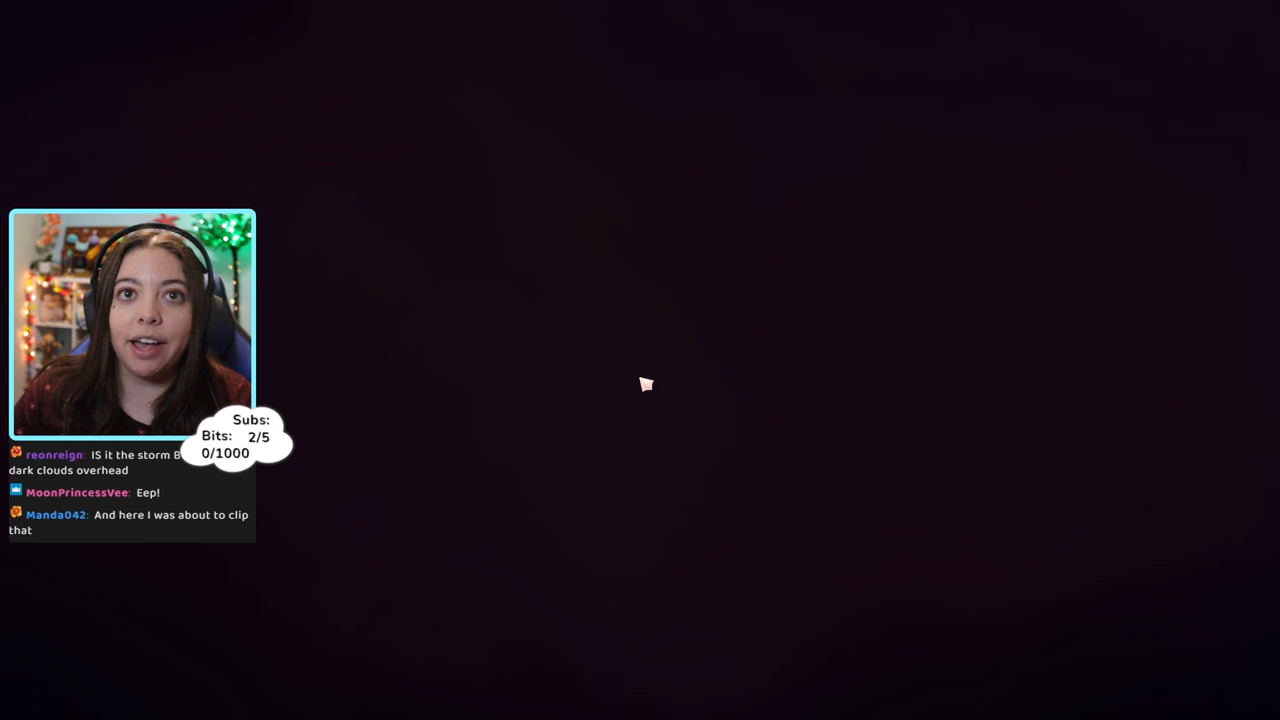 Subs:
Bits: 2/5
0/1000
reonreign: IS it the storm
dark clouds overhead
MoonPrincessVee: Eep!
Manda042: And here I was about to clip
that